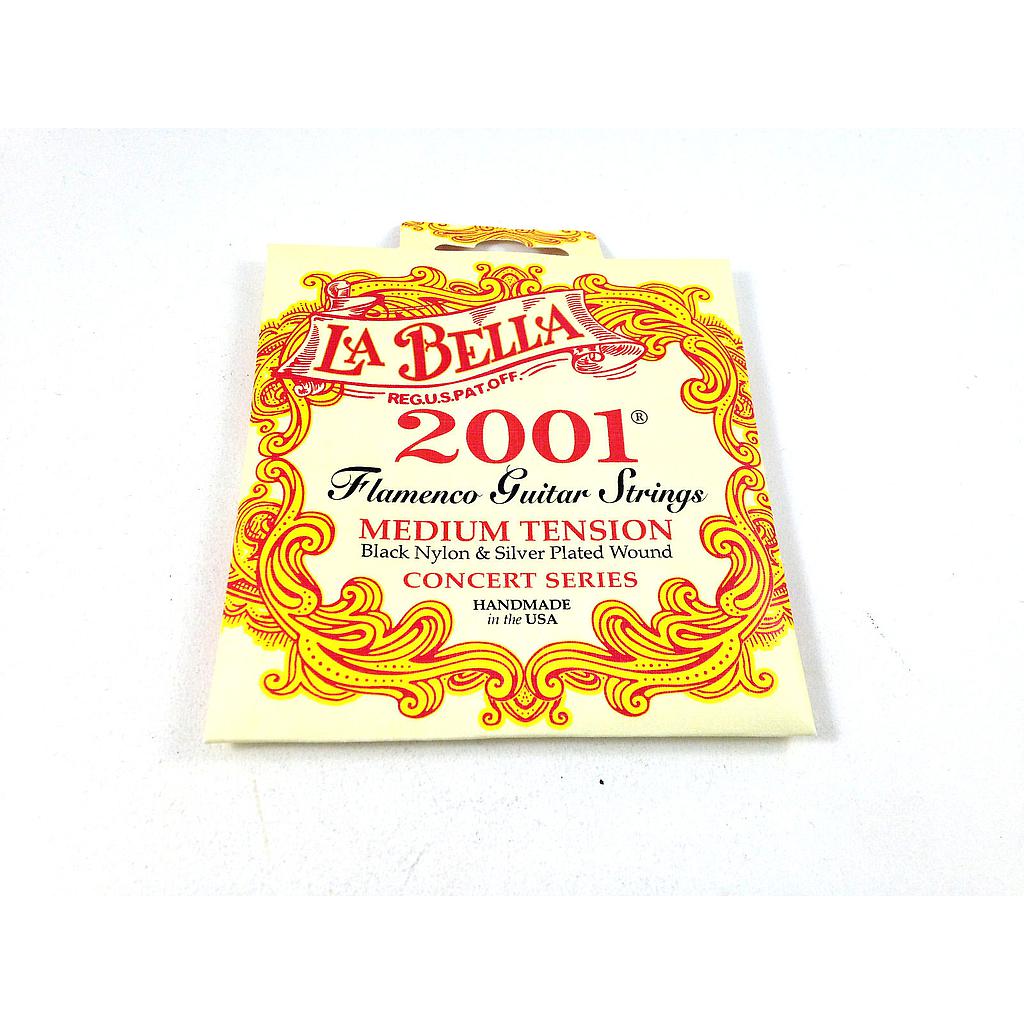 LA BELLA
REG.U.S.PAT.OFF.
2001®
Flamenco Guitar Strings
MEDIUM TENSION
Black Nylon & Silver Plated Wound
CONCERT SERIES
HANDMADE
in the USA